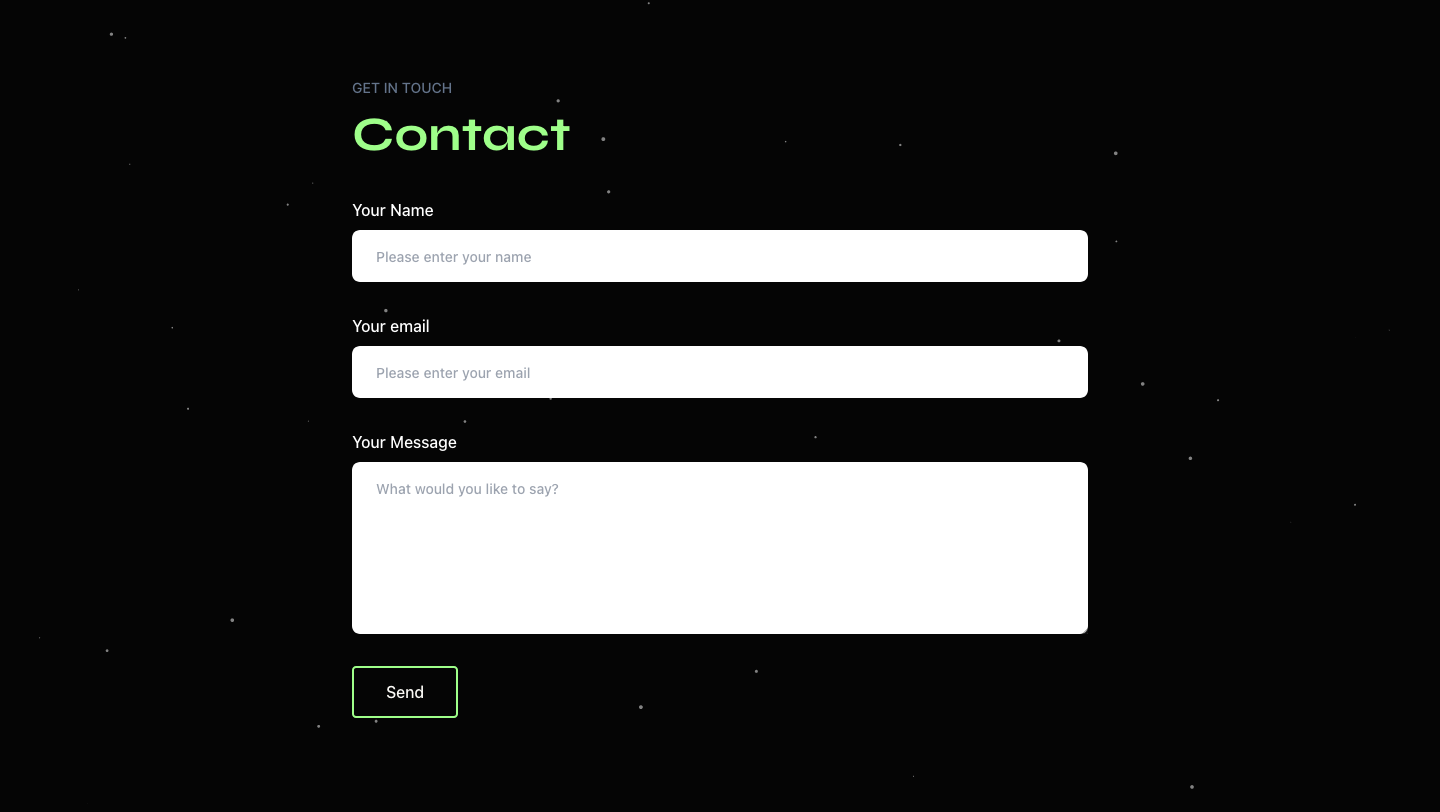 GET IN TOUCH
Contact
Your Name
Please enter your name
Your email
Please enter your email
Your Message
What would you like to say?
Send